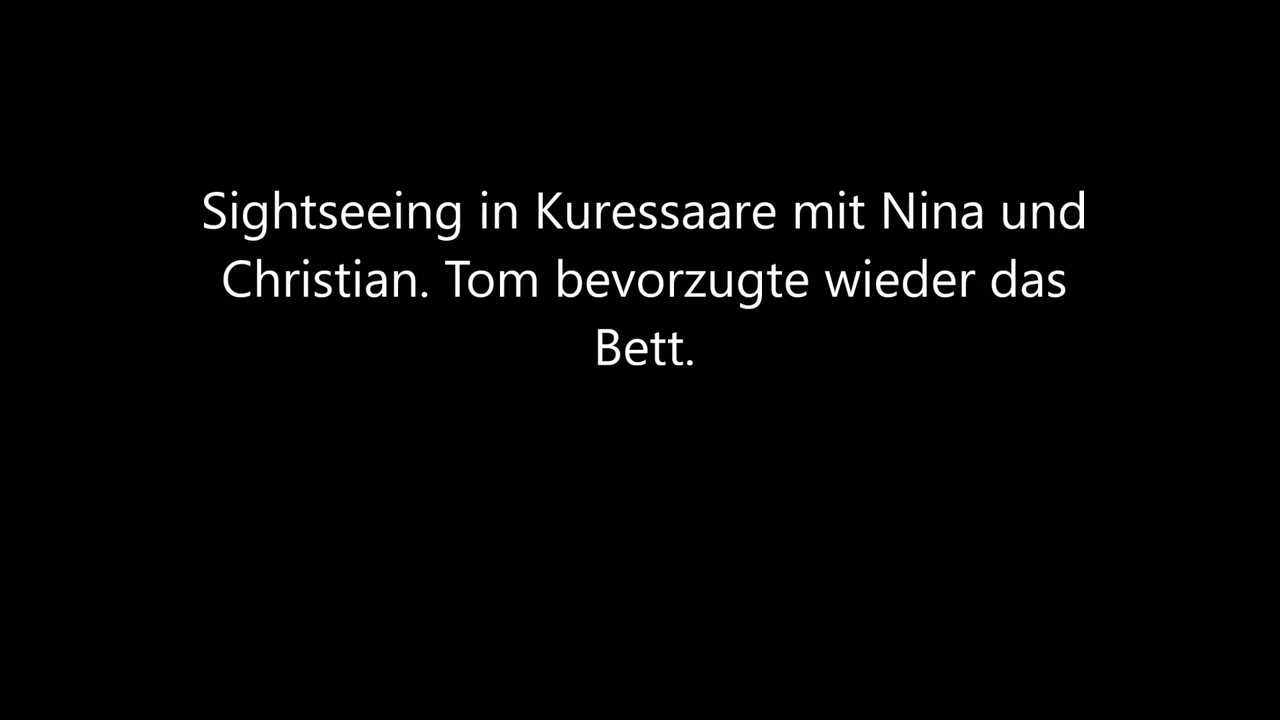 Sightseeing in Kuressaare mit Nina und
Christian. Tom bevorzugte wieder das
Bett.